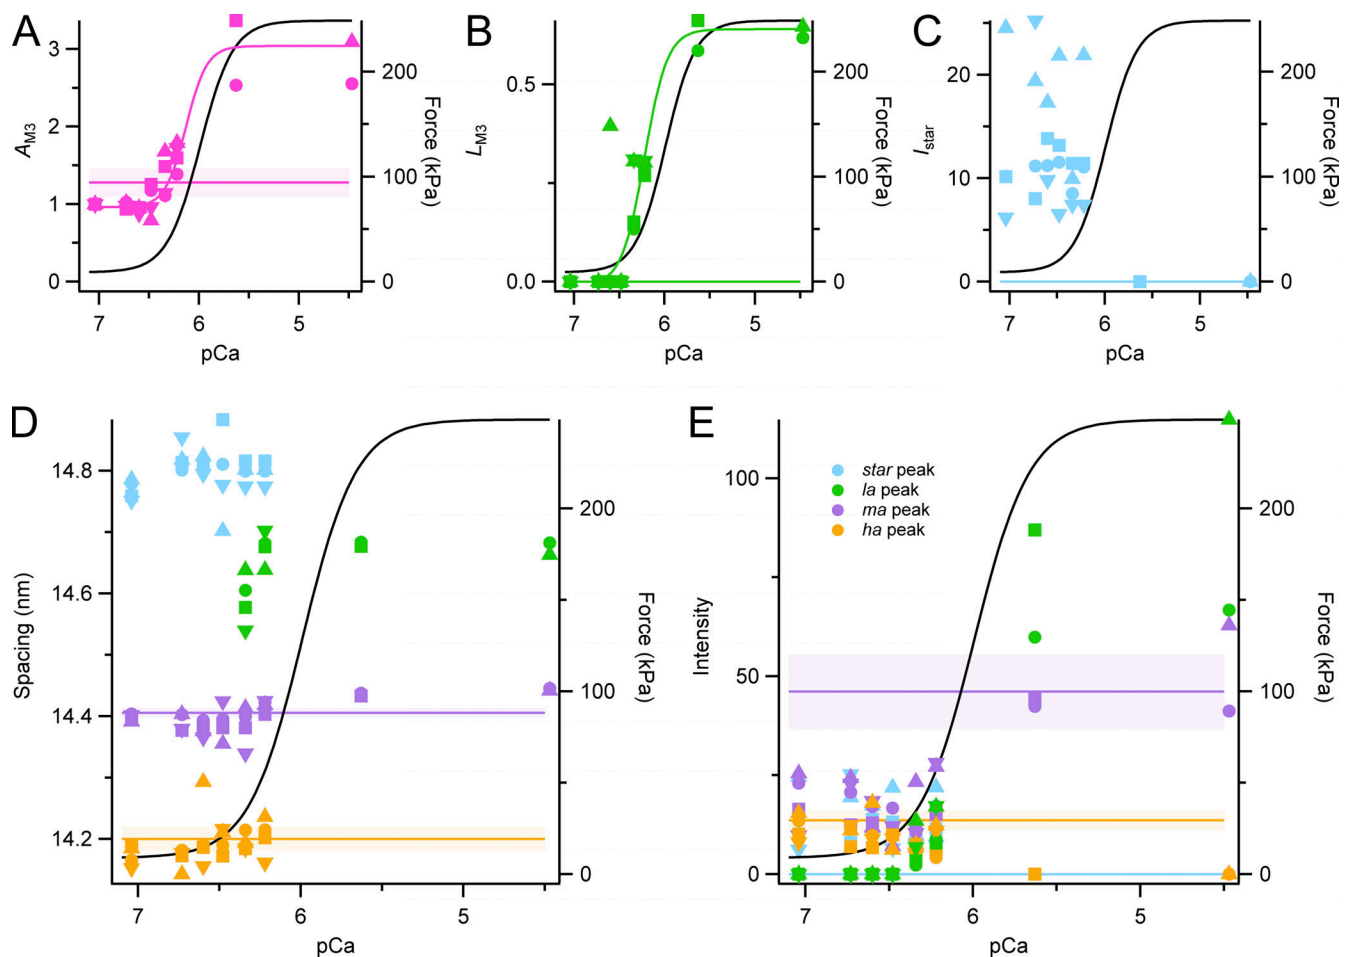 A
3
2
1
0
A_M3
200
100
0
Force (kPa)
7 6 5
pCa
B
0.5
0.0
L_M3
200
100
0
Force (kPa)
7 6 5
pCa
C
20
10
0
I_star
200
100
0
Force (kPa)
7 6 5
pCa
D
14.8
14.6
14.4
14.2
Spacing (nm)
200
100
0
Force (kPa)
7 6 5
pCa
E
100
50
0
Intensity
star peak
la peak
ma peak
ha peak
200
100
0
Force (kPa)
7 6 5
pCa